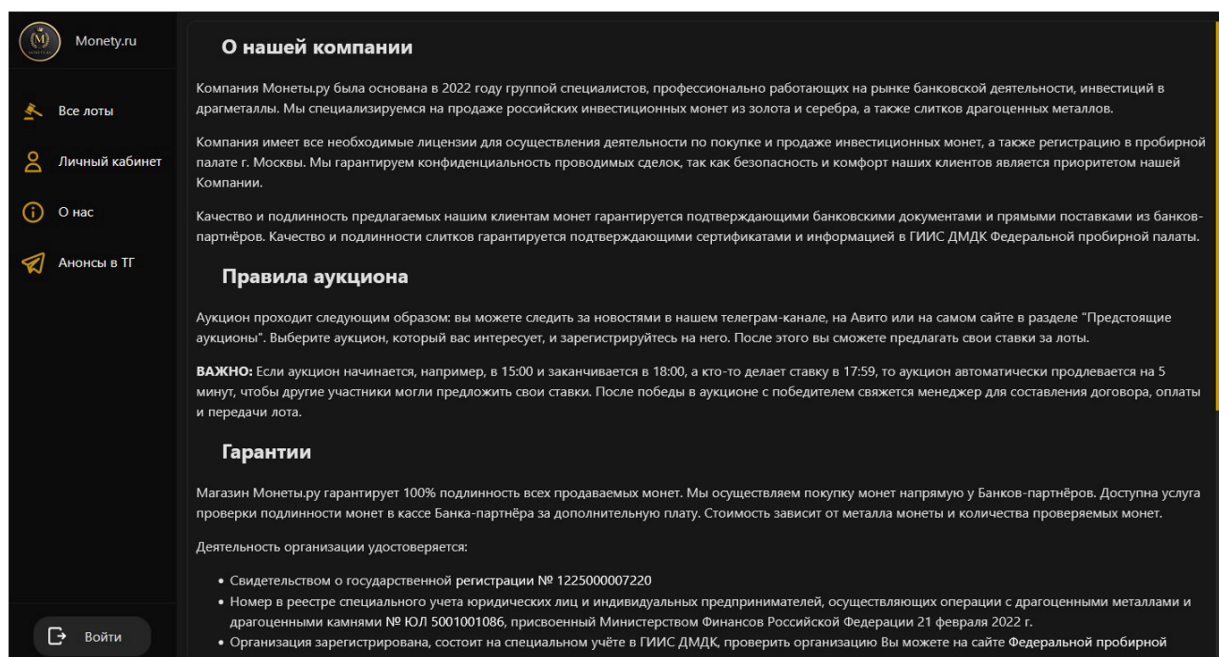 Monety.ru
Все лоты
Личный кабинет
О нас
Анонсы в ТГ
Войти
О нашей компании
Компания Монеты.ру была основана в 2022 году группой специалистов, профессионально работающих на рынке банковской деятельности, инвестиций в
драгметаллы. Мы специализируемся на продаже российских инвестиционных монет из золота и серебра, а также слитков драгоценных металлов.
Компания имеет все необходимые лицензии для осуществления деятельности по покупке и продаже инвестиционных монет, а также регистрацию в пробирной
палате г. Москвы. Мы гарантируем конфиденциальность проводимых сделок, так как безопасность и комфорт наших клиентов является приоритетом нашей
Компании.
Качество и подлинность предлагаемых нашим клиентам монет гарантируется подтверждающими банковскими документами и прямыми поставками из банков-
партнёров. Качество и подлинности слитков гарантируется подтверждающими сертификатами и информацией в ГИИС ДМДК Федеральной пробирной палаты.
Правила аукциона
Аукцион проходит следующим образом: вы можете следить за новостями в нашем телеграм-канале, на Авито или на самом сайте в разделе "Предстоящие
аукционы". Выберите аукцион, который вас интересует, и зарегистрируйтесь на него. После этого вы сможете предлагать свои ставки за лоты.
ВАЖНО: Если аукцион начинается, например, в 15:00 и заканчивается в 18:00, а кто-то делает ставку в 17:59, то аукцион автоматически продлевается на 5
минут, чтобы другие участники могли предложить свои ставки. После победы в аукционе с победителем свяжется менеджер для составления договора, оплаты
и передачи лота.
Гарантии
Магазин Монеты.ру гарантирует 100% подлинность всех продаваемых монет. Мы осуществляем покупку монет напрямую у Банков-партнёров. Доступна услуга
проверки подлинности монет в кассе Банка-партнёра за дополнительную плату. Стоимость зависит от металла монеты и количества проверяемых монет.
Деятельность организации удостоверяется:
• Свидетельством о государственной регистрации № 1225000007220
• Номер в реестре специального учета юридических лиц и индивидуальных предпринимателей, осуществляющих операции с драгоценными металлами и
драгоценными камнями № ЮЛ 5001001086, присвоенный Министерством Финансов Российской Федерации 21 февраля 2022 г.
• Организация зарегистрирована, состоит на специальном учёте в ГИИС ДМДК, проверить организацию Вы можете на сайте Федеральной пробирной